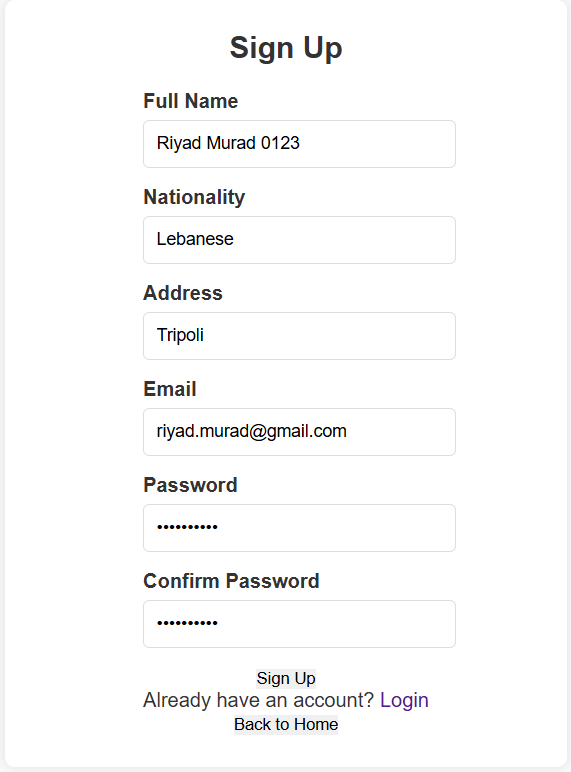 Sign Up
Full Name
Riyad Murad 0123
Nationality
Lebanese
Address
Tripoli
Email
riyad.murad@gmail.com
Password
••••••••••
Confirm Password
••••••••••
Sign Up
Already have an account? Login
Back to Home